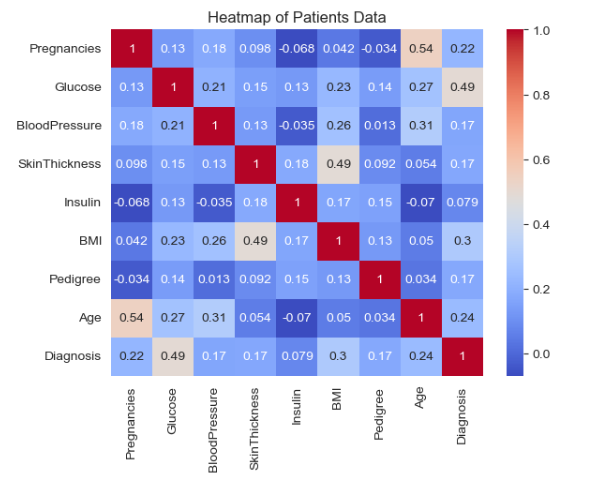 Heatmap of Patients Data
Pregnancies 1 0.13 0.18 0.098 -0.068 0.042 -0.034 0.54 0.22
Glucose 0.13 1 0.21 0.15 0.13 0.23 0.14 0.27 0.49
BloodPressure 0.18 0.21 1 0.13 -0.035 0.26 0.013 0.31 0.17
SkinThickness 0.098 0.15 0.13 1 0.18 0.49 0.092 0.054 0.17
Insulin -0.068 0.13 -0.035 0.18 1 0.17 0.15 -0.07 0.079
BMI 0.042 0.23 0.26 0.49 0.17 1 0.13 0.05 0.3
Pedigree -0.034 0.14 0.013 0.092 0.15 0.13 1 0.034 0.17
Age 0.54 0.27 0.31 0.054 -0.07 0.05 0.034 1 0.24
Diagnosis 0.22 0.49 0.17 0.17 0.079 0.3 0.17 0.24 1
Pregnancies
Glucose
BloodPressure
SkinThickness
Insulin
BMI
Pedigree
Age
Diagnosis
1.0
0.8
0.6
0.4
0.2
0.0